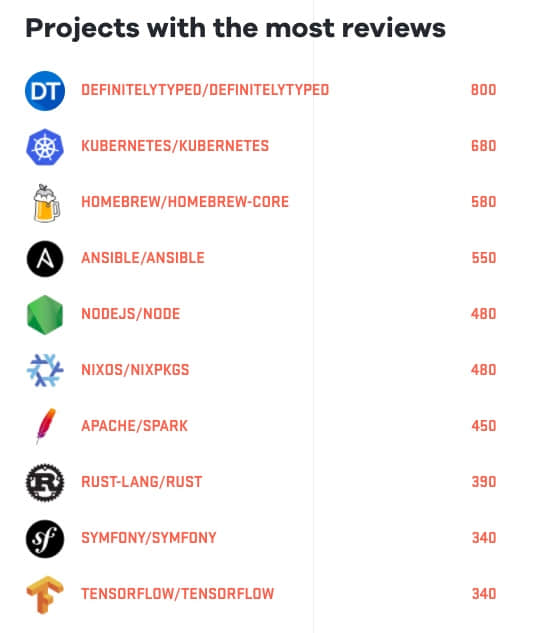 Projects with the most reviews
DT DEFINITELYTYPED/DEFINITELYTYPED 800
KUBERNETES/KUBERNETES 680
HOMEBREW/HOMEBREW-CORE 580
A ANSIBLE/ANSIBLE 550
NODEJS/NODE 480
NIXOS/NIXPKGS 480
APACHE/SPARK 450
R RUST-LANG/RUST 390
sf SYMFONY/SYMFONY 340
TENSORFLOW/TENSORFLOW 340